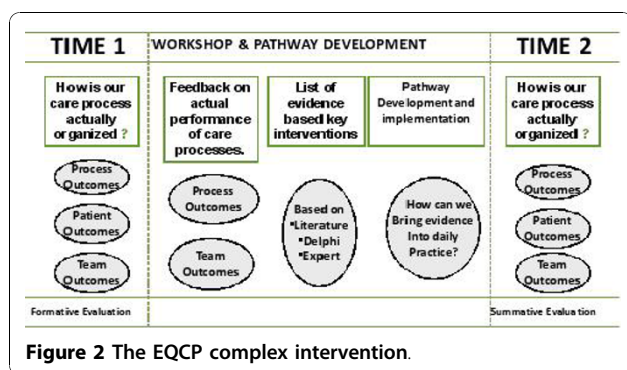 TIME 1
WORKSHOP & PATHWAY DEVELOPMENT
TIME 2
How is our
care process
actually
organized ?
Feedback on
actual
performance
of care
processes.
List of
evidence
based key
interventions
Pathway
Development and
implementation
How is our
care process
actually
organized ?
Process
Outcomes
Patient
Outcomes
Team
Outcomes
Process
Outcomes
Team
Outcomes
Based on
▪Literature
▪Delphi
▪Expert
How can we
Bring evidence
Into daily
Practice?
Process
Outcomes
Patient
Outcomes
Team
Outcomes
Formative Evaluation
Summative Evaluation
Figure 2 The EQCP complex intervention.